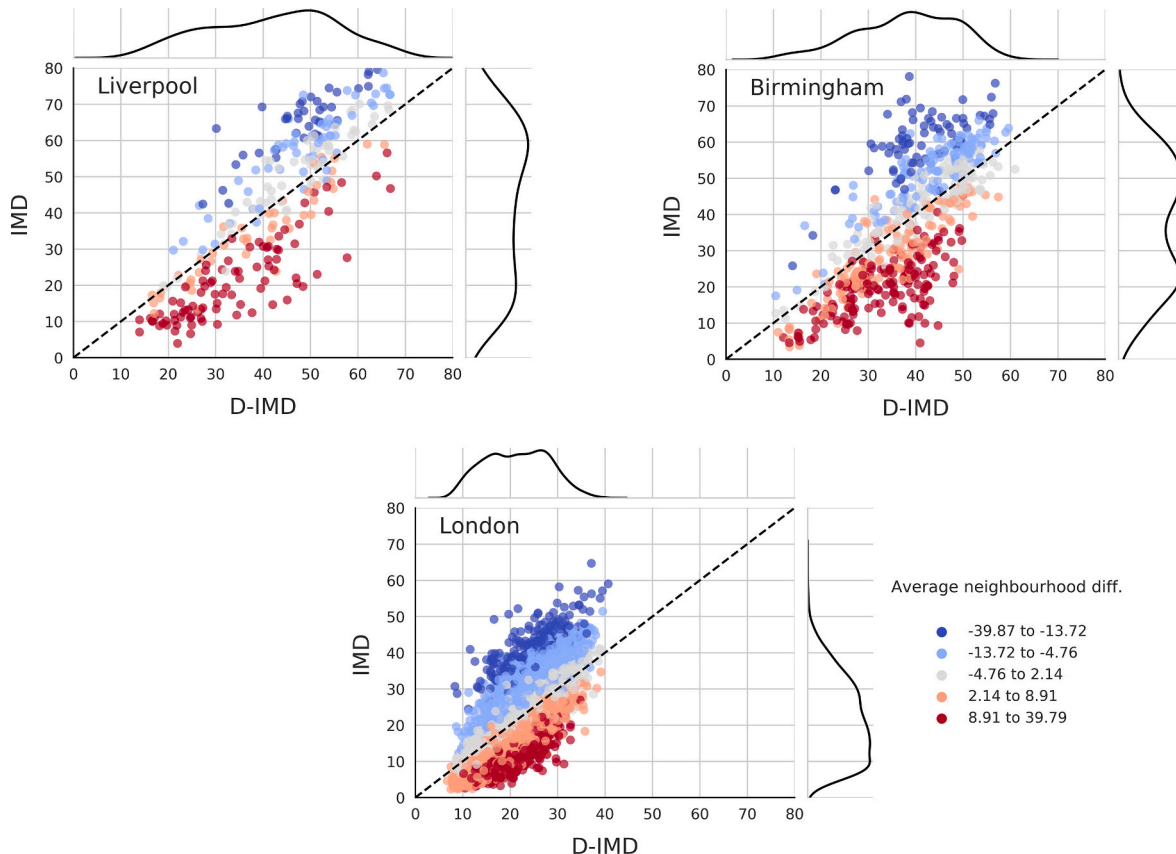 Liverpool
80
70
60
50
40
30
20
10
0
IMD
0 10 20 30 40 50 60 70 80
D-IMD
Birmingham
80
70
60
50
40
30
20
10
0
IMD
0 10 20 30 40 50 60 70 80
D-IMD
London
80
70
60
50
40
30
20
10
0
IMD
0 10 20 30 40 50 60 70 80
D-IMD
Average neighbourhood diff.
-39.87 to -13.72
-13.72 to -4.76
-4.76 to 2.14
2.14 to 8.91
8.91 to 39.79